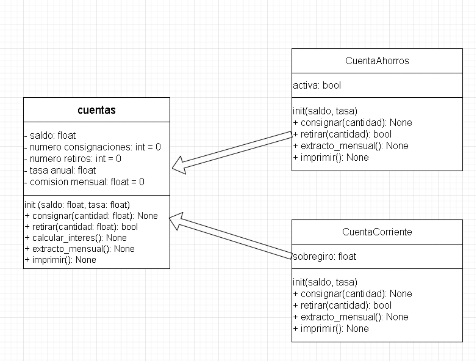 cuentas
- saldo: float
- numero consignaciones: int = 0
- numero retiros: int = 0
- tasa anual: float
- comision mensual: float = 0
init (saldo: float, tasa: float)
+ consignar(cantidad: float): None
+ retirar(cantidad: float): bool
+ calcular_interes(): None
+ extracto_mensual(): None
+ imprimir(): None
CuentaAhorros
activa: bool
init(saldo, tasa)
+ consignar(cantidad): None
+ retirar(cantidad): bool
+ extracto_mensual(): None
+ imprimir(): None
CuentaCorriente
sobregiro: float
init(saldo, tasa)
+ consignar(cantidad): None
+ retirar(cantidad): bool
+ extracto_mensual(): None
+ imprimir(): None